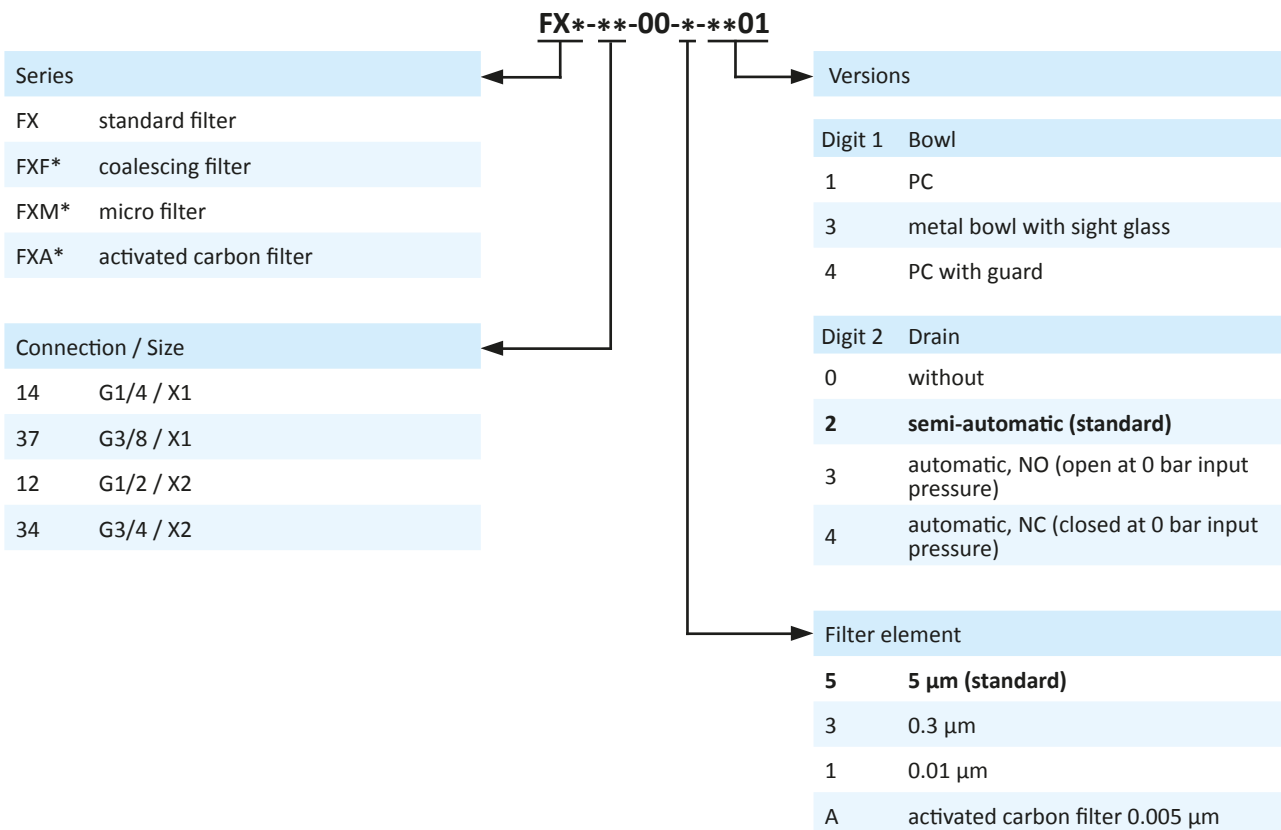 FX*-**-00-*-**01
Series
FX standard filter
FXF* coalescing filter
FXM* micro filter
FXA* activated carbon filter
Connection / Size
14 G1/4 / X1
37 G3/8 / X1
12 G1/2 / X2
34 G3/4 / X2
Versions
Digit 1 Bowl
1 PC
3 metal bowl with sight glass
4 PC with guard
Digit 2 Drain
0 without
2 semi-automatic (standard)
3 automatic, NO (open at 0 bar input
pressure)
4 automatic, NC (closed at 0 bar input
pressure)
Filter element
5 5 µm (standard)
3 0.3 µm
1 0.01 µm
A activated carbon filter 0.005 µm